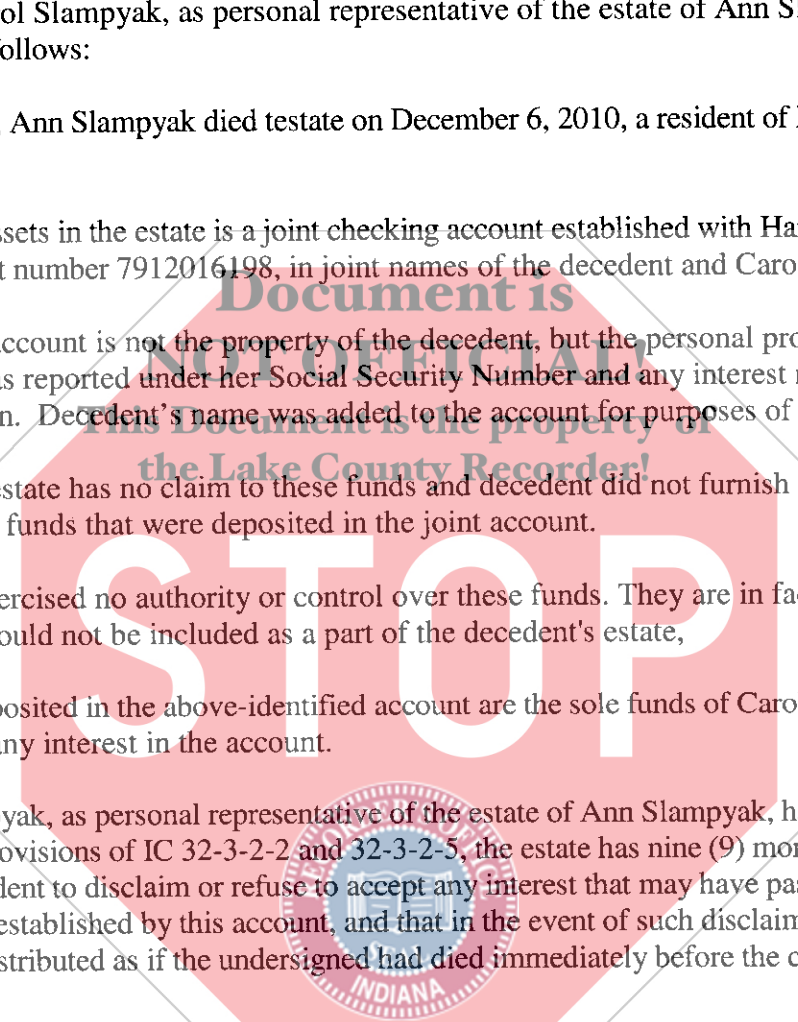 ol Slampyak, as personal representative of the estate of Ann S
ollows:
Ann Slampyak died testate on December 6, 2010, a resident of
ssets in the estate is a joint checking account established with Ha
t number 7912016198, in joint names of the decedent and Caro
Document is
account is not the property of the decedent, but the personal pro
NOT OFFICIAL!
s reported under her Social Security Number and any interest
n. Decedent's name was added to the account for purposes of
This Document is the property of
the Lake County Recorder!
estate has no claim to these funds and decedent did not furnish
funds that were deposited in the joint account.
STOP
ercised no authority or control over these funds. They are in fa
ould not be included as a part of the decedent's estate,
posited in the above-identified account are the sole funds of Caro
any interest in the account.
yak, as personal representative of the estate of Ann Slampyak, h
ovisions of IC 32-3-2-2 and 32-3-2-5, the estate has nine (9) mo
dent to disclaim or refuse to accept any interest that may have pa
established by this account, and that in the event of such disclaim
stributed as if the undersigned had died immediately before the c
RECORDER'S OFFICE
SEAL
INDIANA